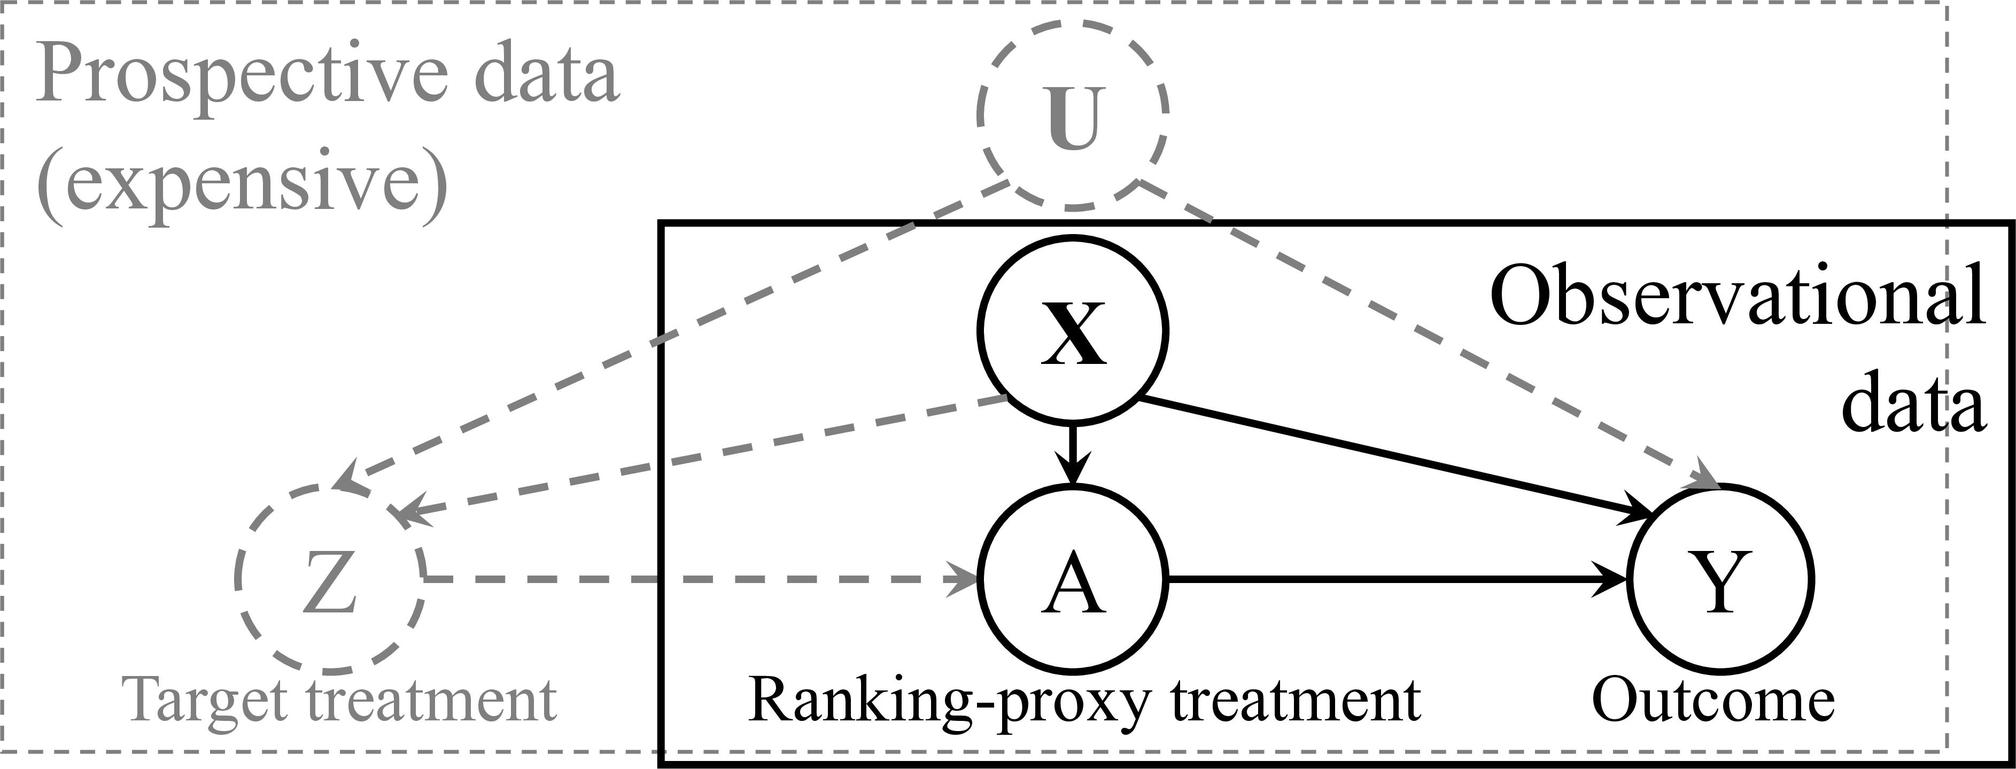 Prospective data
(expensive)
U
X
Observational
data
Z
A
Y
Target treatment
Ranking-proxy treatment
Outcome